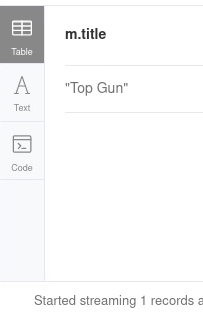 m.title
Table
"Top Gun"
A
Text
Code
Started streaming 1 records a